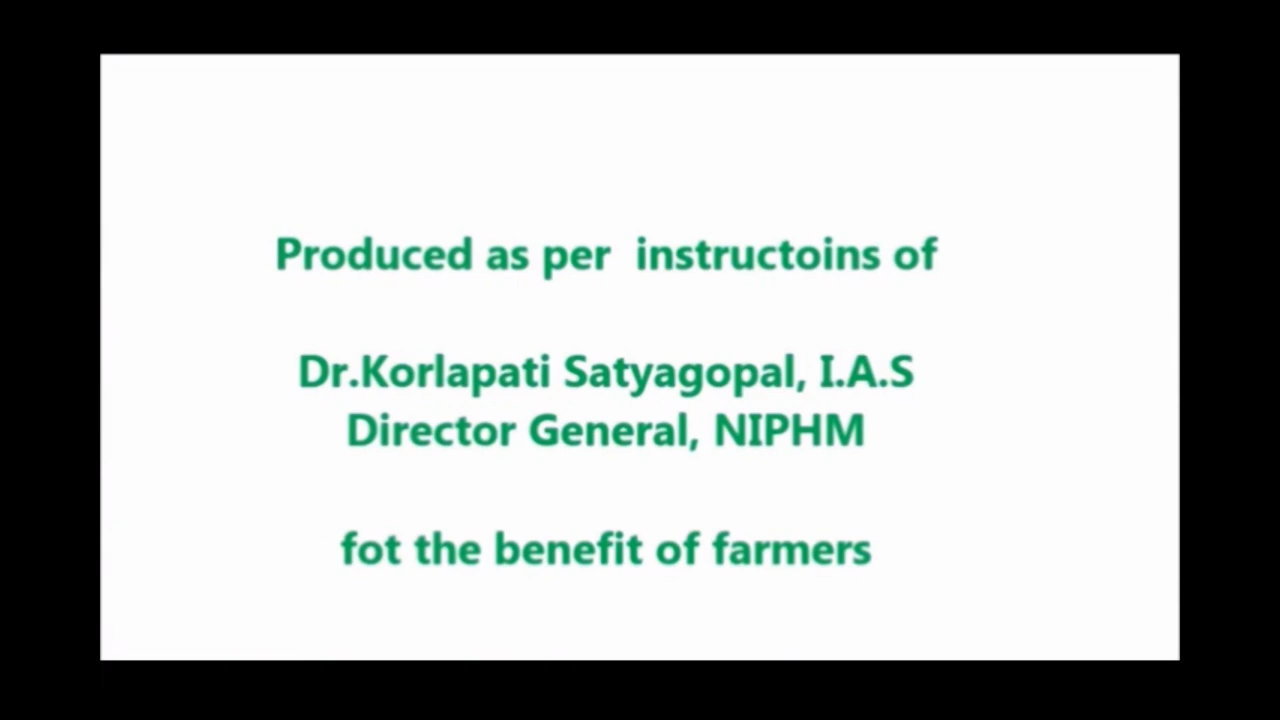 Produced as per  instructoins of
Dr.Korlapati Satyagopal, I.A.S
Director General, NIPHM
fot the benefit of farmers